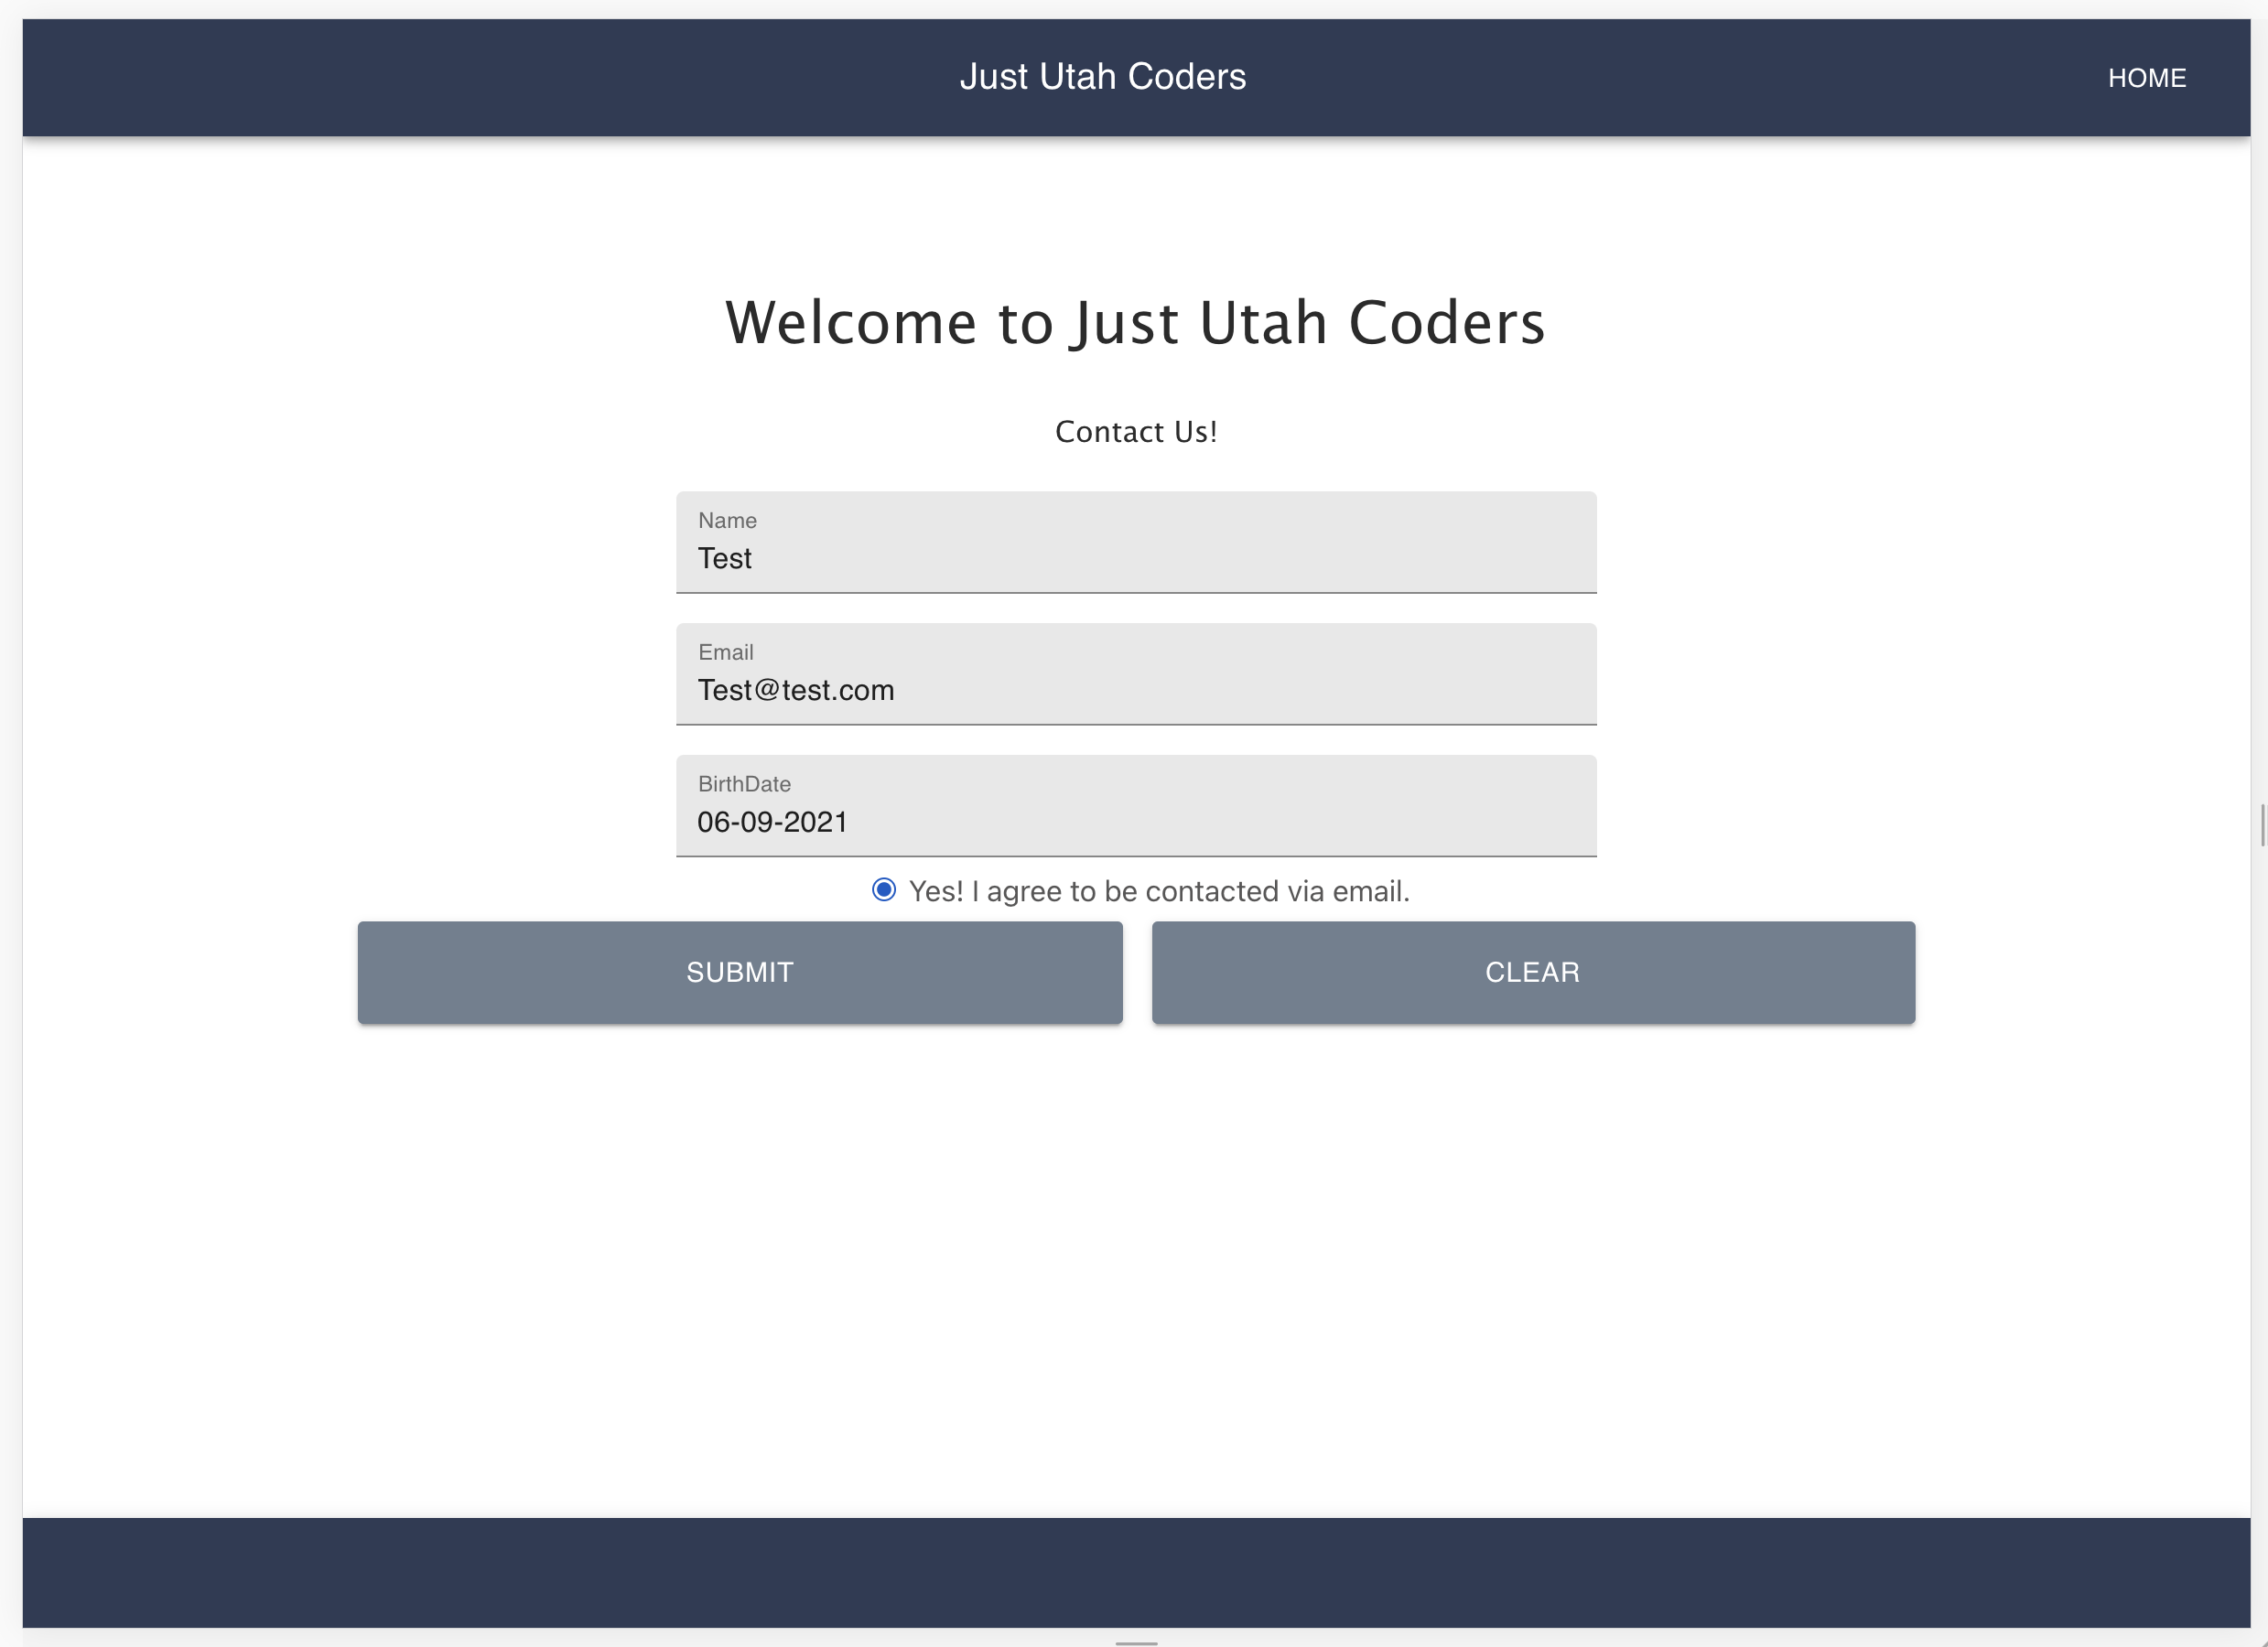 Just Utah Coders
HOME
Welcome to Just Utah Coders
Contact Us!
Name
Test
Email
Test@test.com
BirthDate
06-09-2021
Yes! I agree to be contacted via email.
SUBMIT
CLEAR